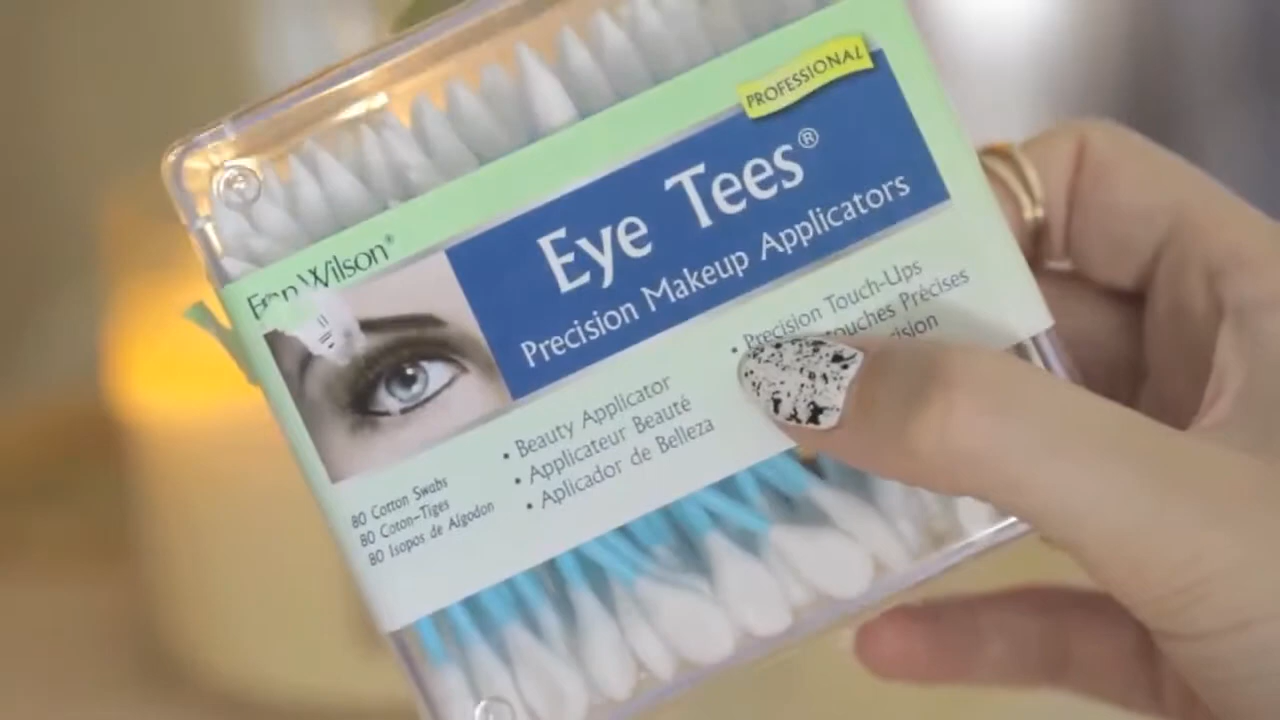 PROFESSIONAL
Eye Tees®
Precision Makeup Applicators
Fran Wilson®
• Precision Touch-Ups
Précises
• Beauty Applicator
• Applicateur Beauté
• Aplicador de Belleza
80 Cotton Swabs
80 Coton-Tiges
80 Isopos de Algodon